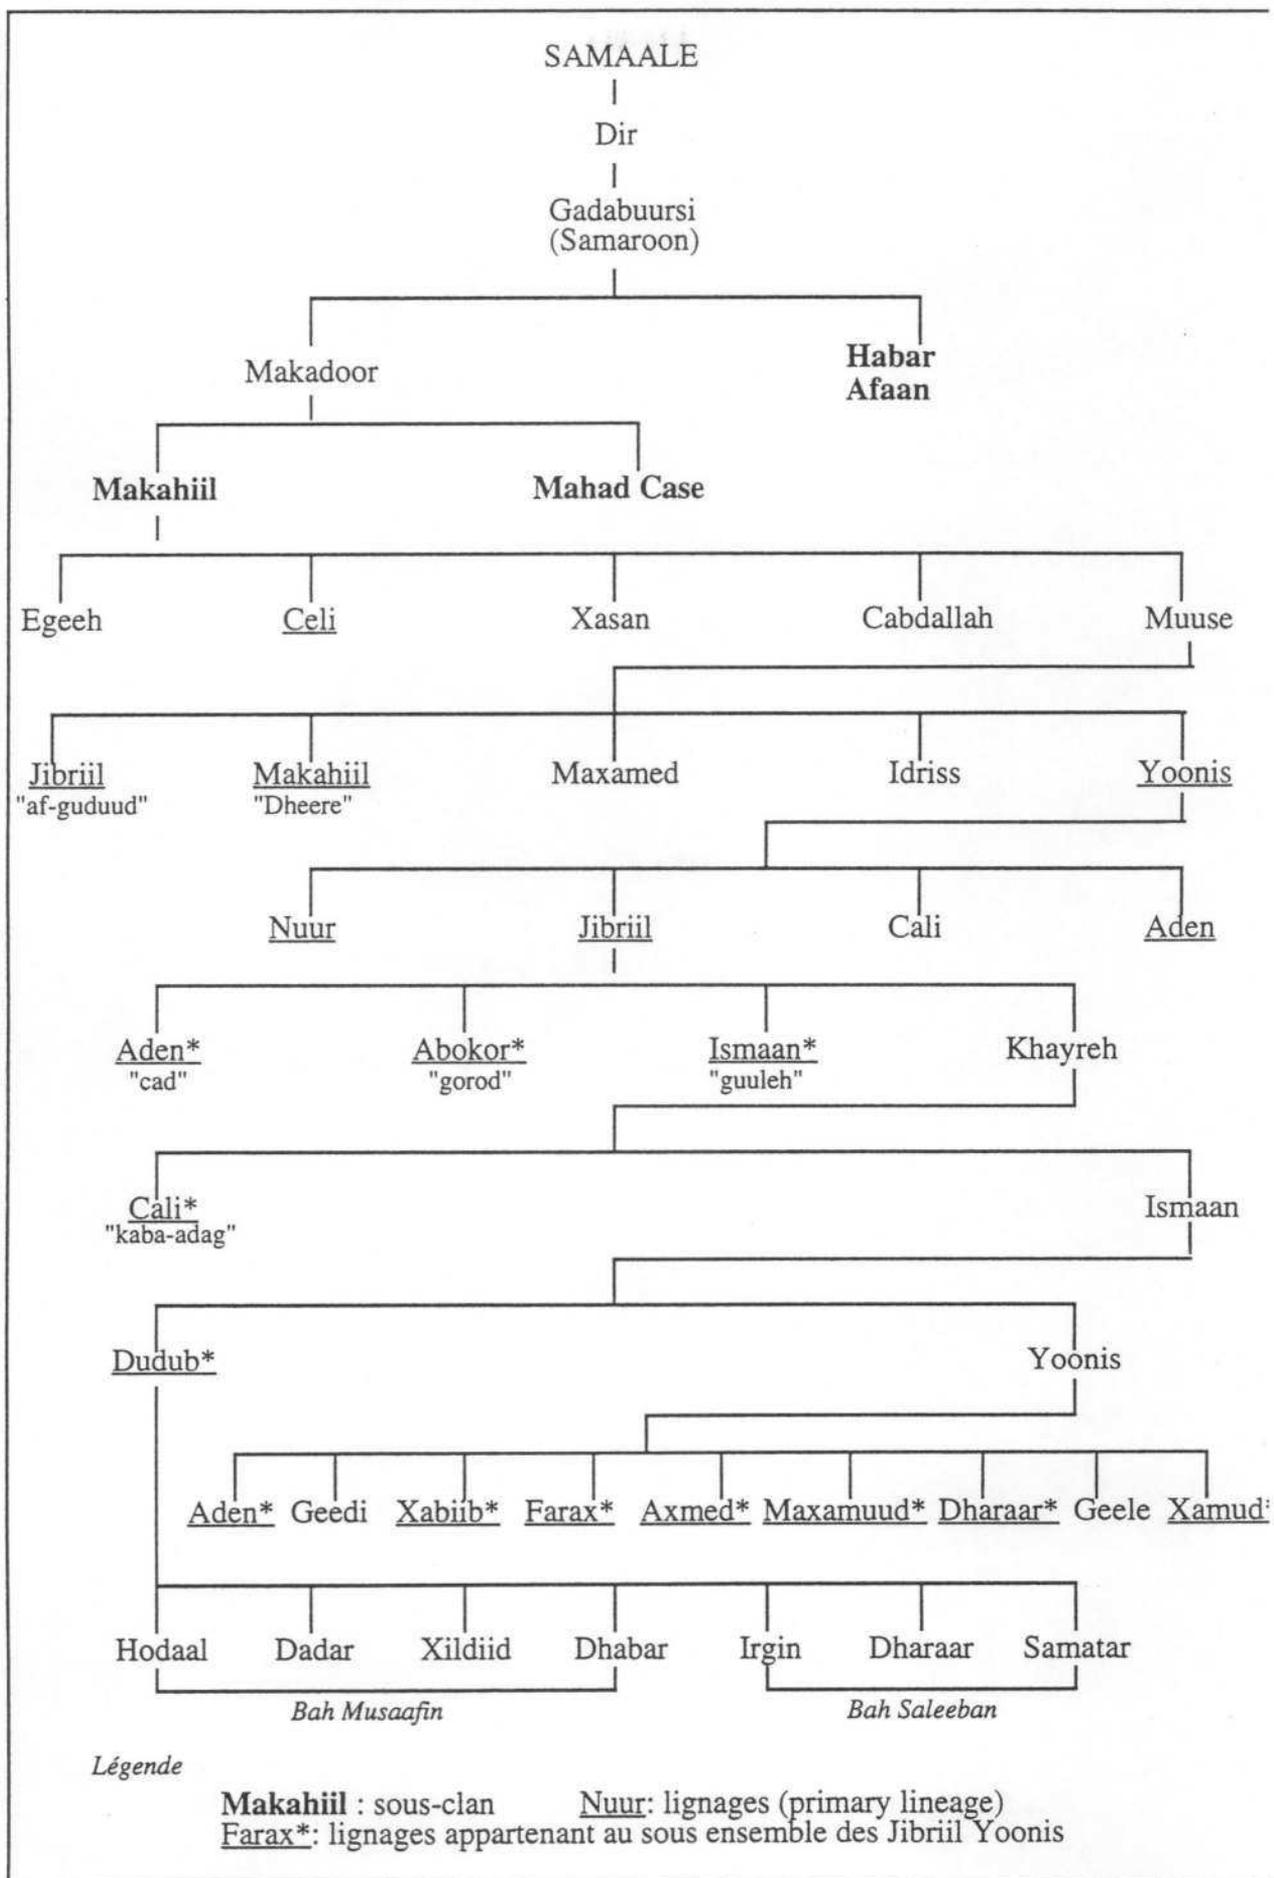 SAMAALE
Dir
Gadabuursi
(Samaroon)
Makadoor
Habar
Afaan
Makahiil Mahad Case
Egeeh Celi Xasan Cabdallah Muuse
Jibriil Makahiil Maxamed Idriss Yoonis
"af-guduud" "Dheere"
Nuur Jibriil Cali Aden
Aden* Abokor* Ismaan* Khayreh
"cad" "gorod" "guuleh"
Cali* Ismaan
"kaba-adag"
Dudub* Yoonis
Aden* Geedi Xabiib* Farax* Axmed* Maxamuud* Dharaar* Geele Xamud*
Hodaal Dadar Xildiid Dhabar Irgin Dharaar Samatar
Bah Musaafin Bah Saleeban
Légende
Makahiil : sous-clan Nuur: lignages (primary lineage)
Farax*: lignages appartenant au sous ensemble des Jibriil Yoonis